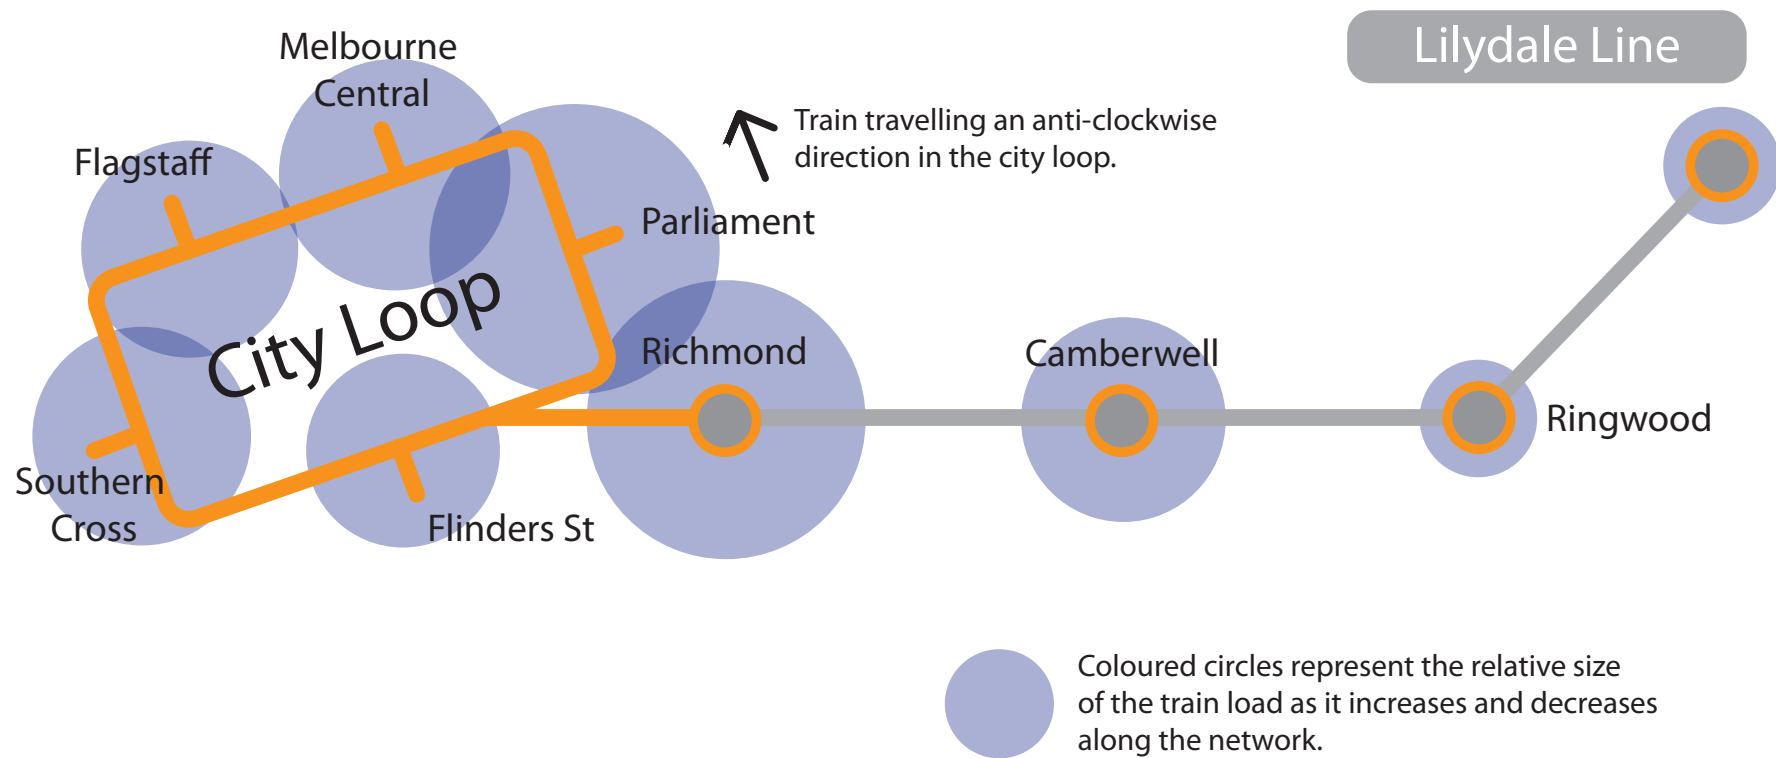 Lilydale Line
Melbourne
Central
Train travelling an anti-clockwise
direction in the city loop.
Flagstaff
Parliament
City Loop
Richmond
Camberwell
Ringwood
Southern
Cross
Flinders St
Coloured circles represent the relative size
of the train load as it increases and decreases
along the network.